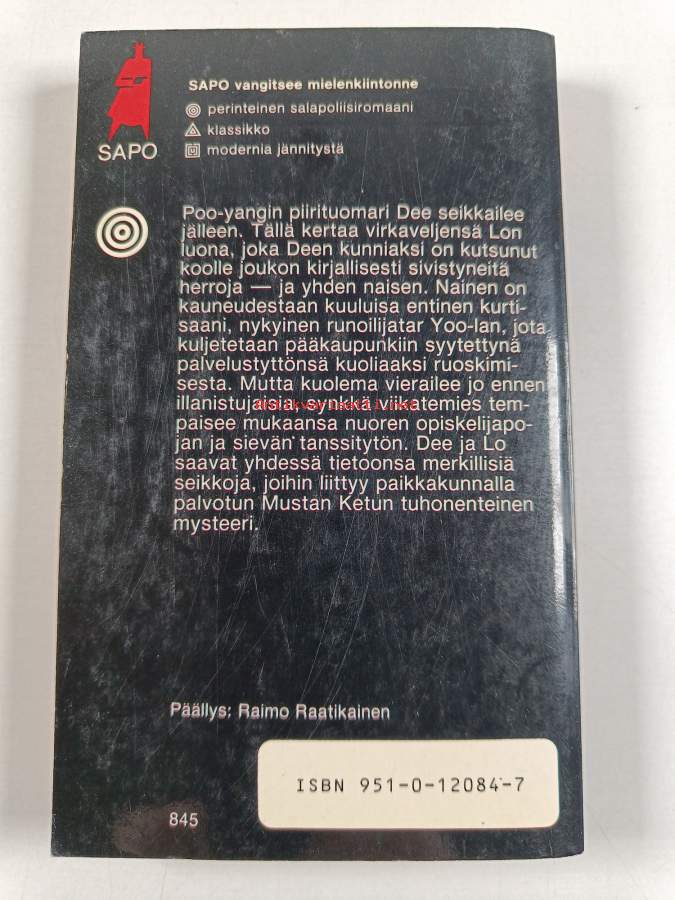 SAPO
SAPO vangitsee mielenkiintonne
perinteinen salapoliisiromaani
klassikko
modernia jännitystä
Poo-yangin piirituomari Dee seikkailee
jälleen. Tällä kertaa virkaveljensä Lon
luona, joka Deen kunniaksi on kutsunut
koolle joukon kirjallisesti sivistyneitä
herroja — ja yhden naisen. Nainen on
kauneudestaan kuuluisa entinen kurti-
saani, nykyinen runoilijatar Yoo-lan, jota
kuljetetaan pääkaupunkiin syytettynä
palvelustyttönsä kuoliaaksi ruoskimi-
sesta. Mutta kuolema vierailee jo ennen
illanistujaisia, synkeä viikatemies tem-
paisee mukaansa nuoren opiskelijapo-
jan ja sievän tanssitytön. Dee ja Lo
saavat yhdessä tietoonsa merkillisiä
seikkoja, joihin liittyy paikkakunnalla
palvotun Mustan Ketun tuhonenteinen
mysteeri.
Päällys: Raimo Raatikainen
ISBN 951-0-12084-7
845